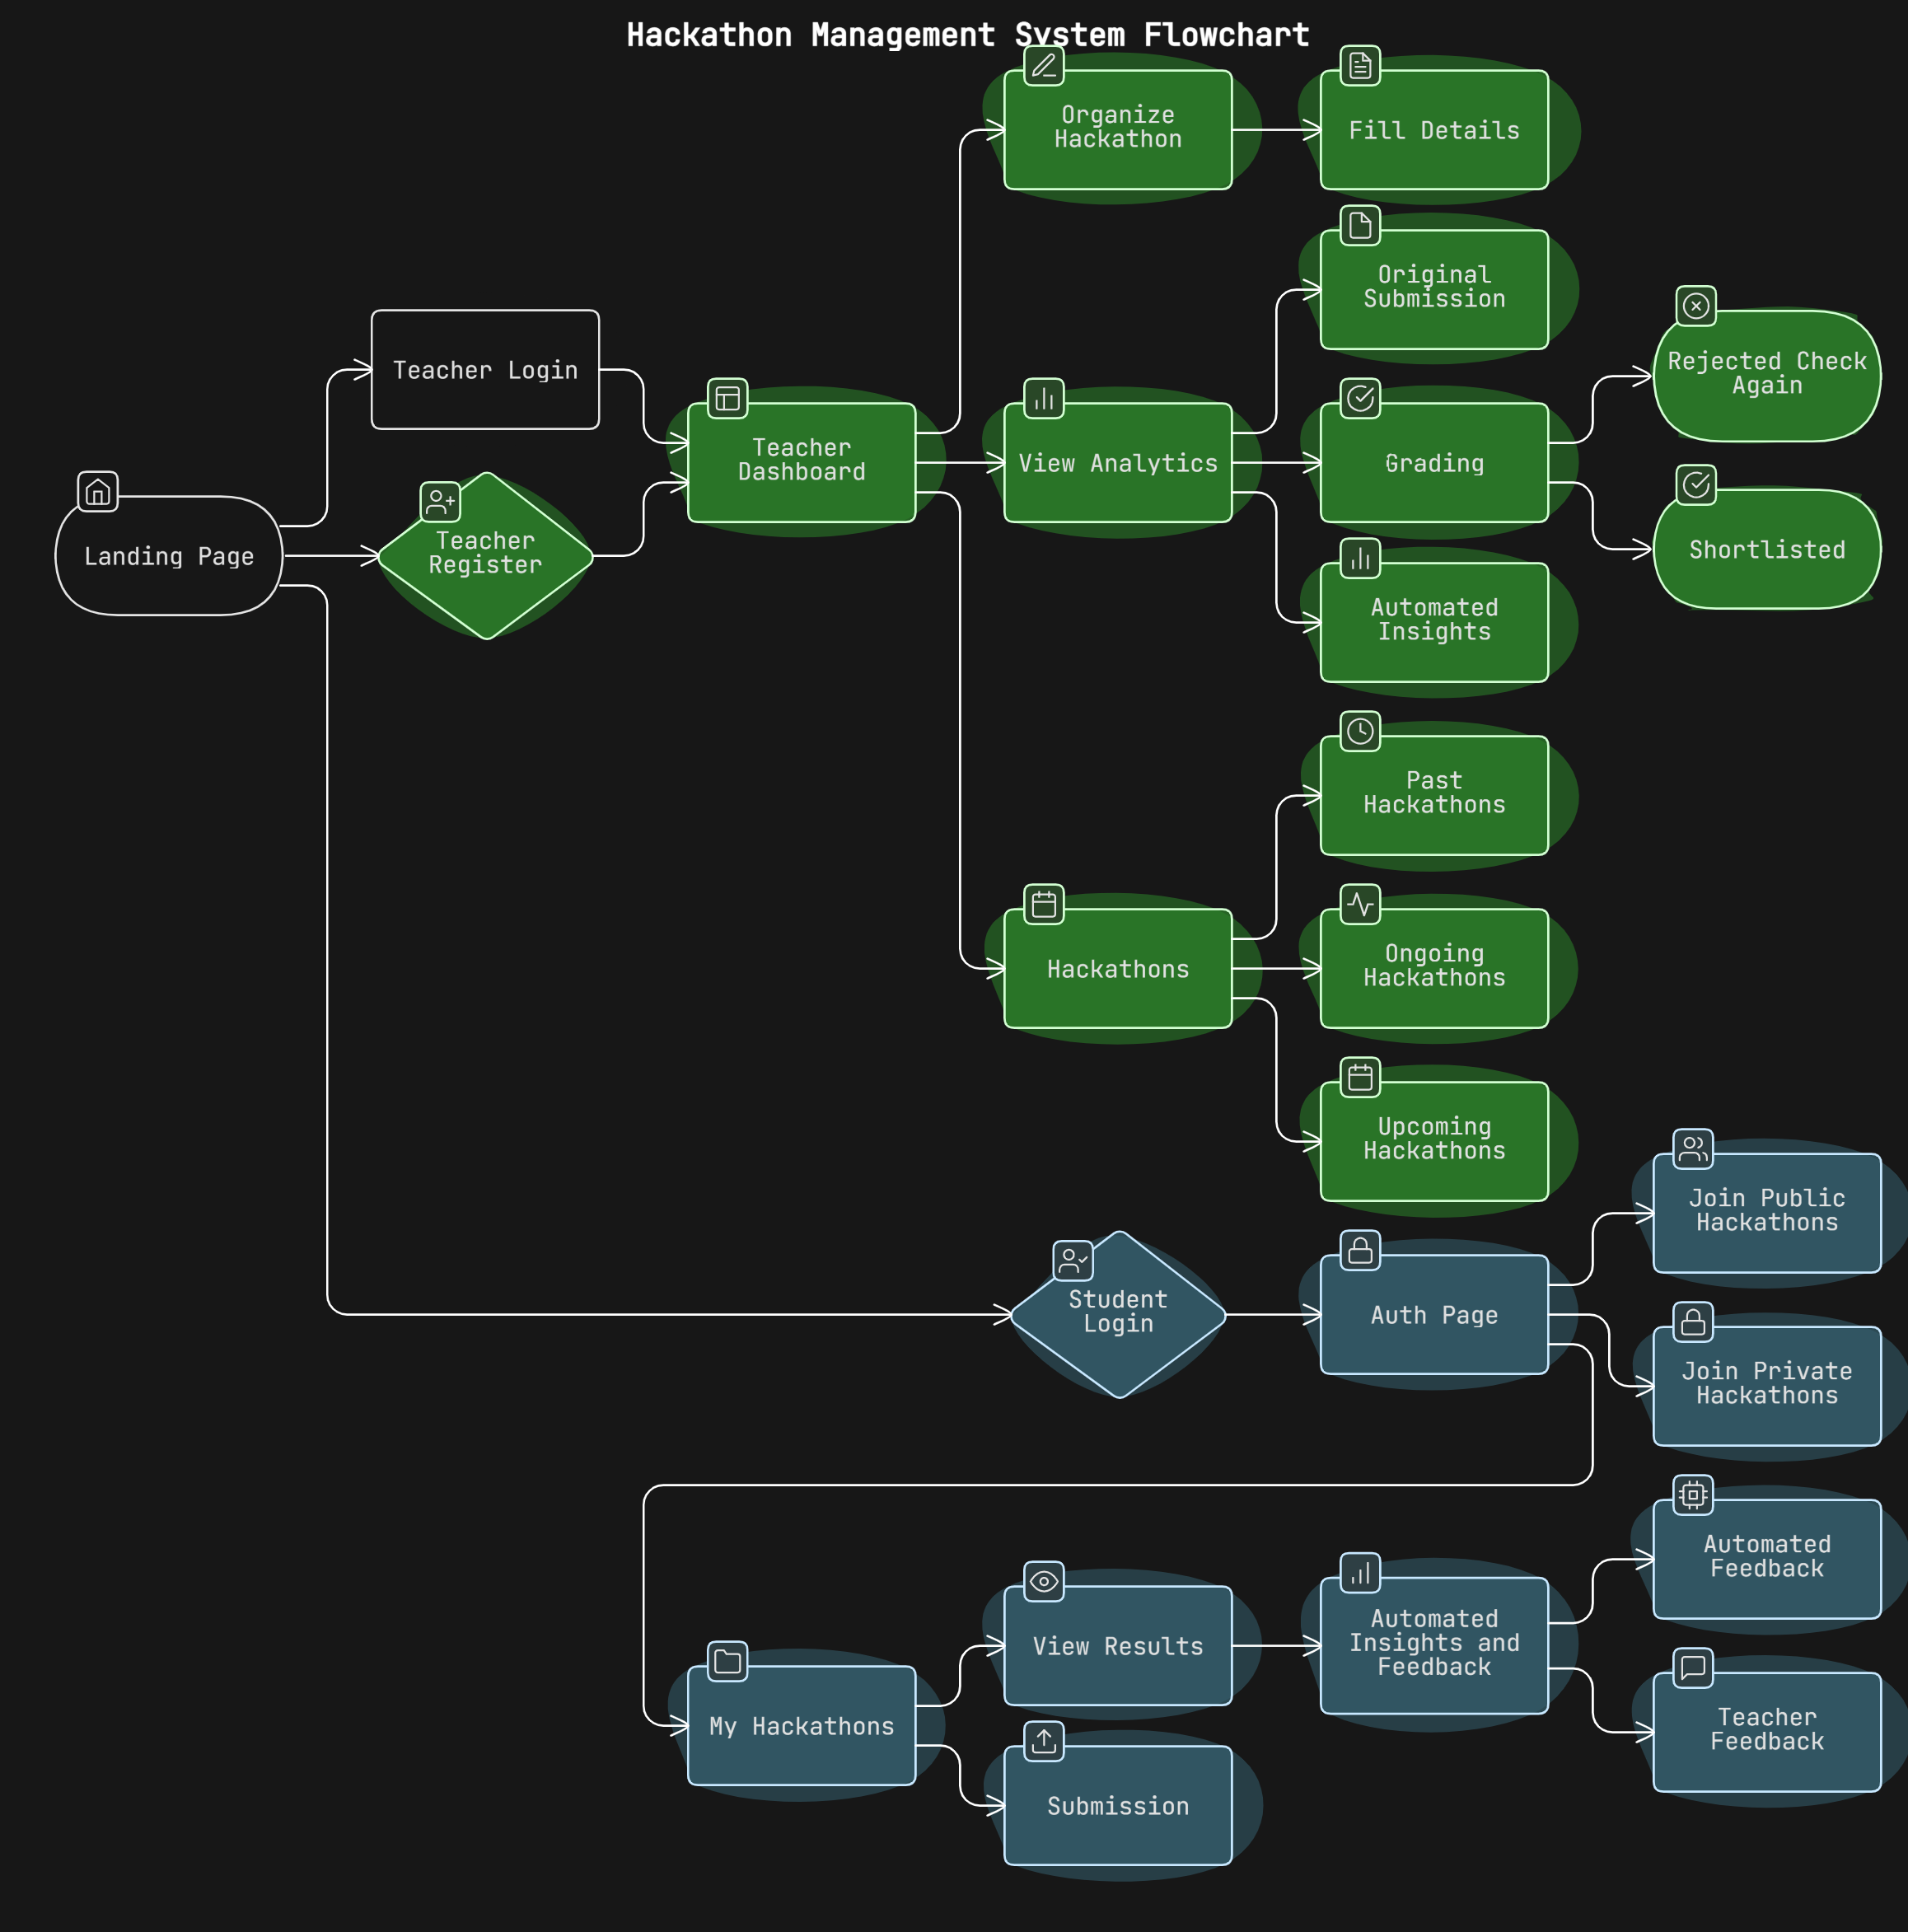 Hackathon Management System Flowchart
Organize
Hackathon
Fill Details
Original
Submission
Teacher Login
Rejected Check
Again
Teacher
Dashboard
View Analytics
Grading
Landing Page
Teacher
Register
Shortlisted
Automated
Insights
Past
Hackathons
Hackathons
Ongoing
Hackathons
Upcoming
Hackathons
Join Public
Hackathons
Student
Login
Auth Page
Join Private
Hackathons
Automated
Feedback
View Results
Automated
Insights and
Feedback
My Hackathons
Teacher
Feedback
Submission